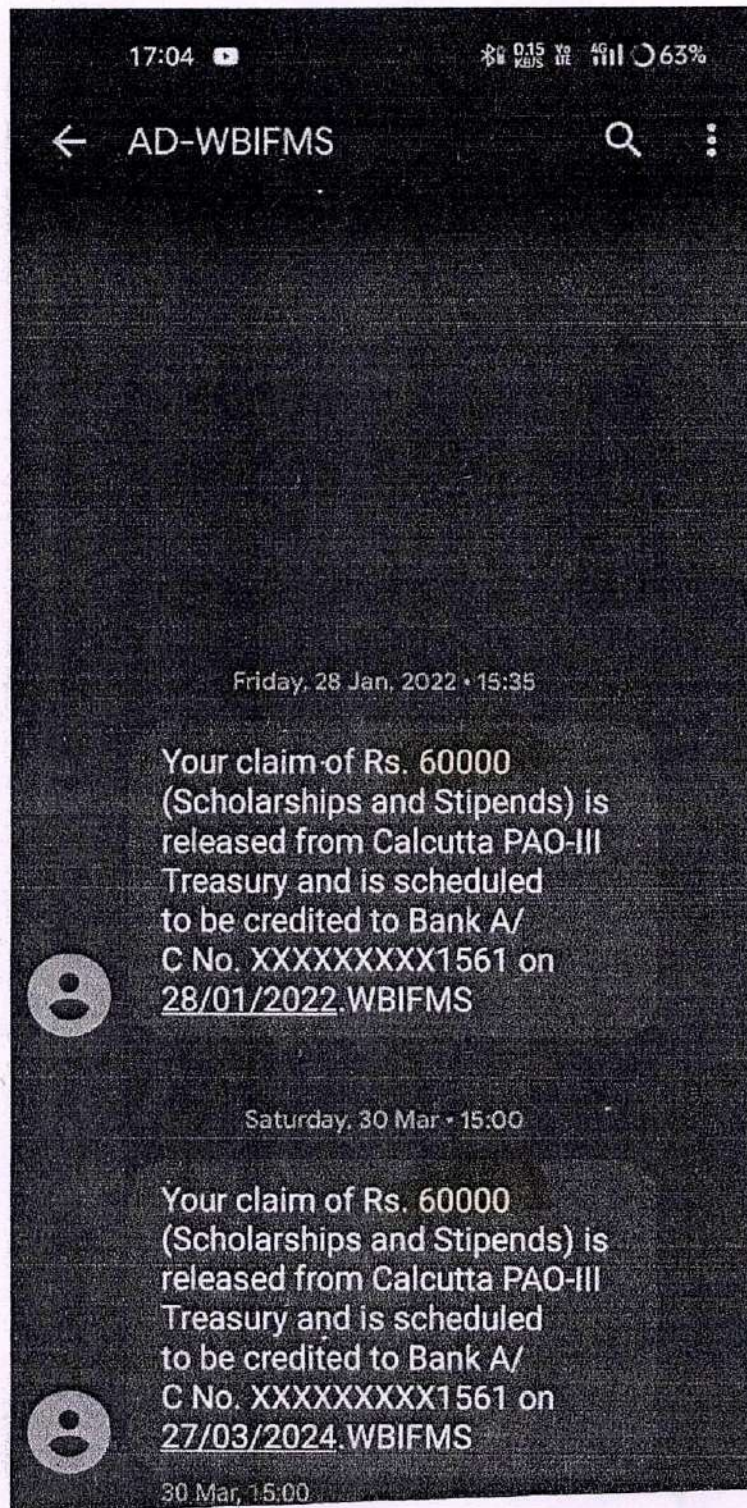 17:04
0.15 KB/S Vo LTE 4G 63%
AD-WBIFMS
Friday, 28 Jan, 2022 • 15:35
Your claim of Rs. 60000
(Scholarships and Stipends) is
released from Calcutta PAO-III
Treasury and is scheduled
to be credited to Bank A/
C No. XXXXXXXXX1561 on
28/01/2022.WBIFMS
Saturday, 30 Mar • 15:00
Your claim of Rs. 60000
(Scholarships and Stipends) is
released from Calcutta PAO-III
Treasury and is scheduled
to be credited to Bank A/
C No. XXXXXXXXX1561 on
27/03/2024.WBIFMS
30 Mar, 15:00